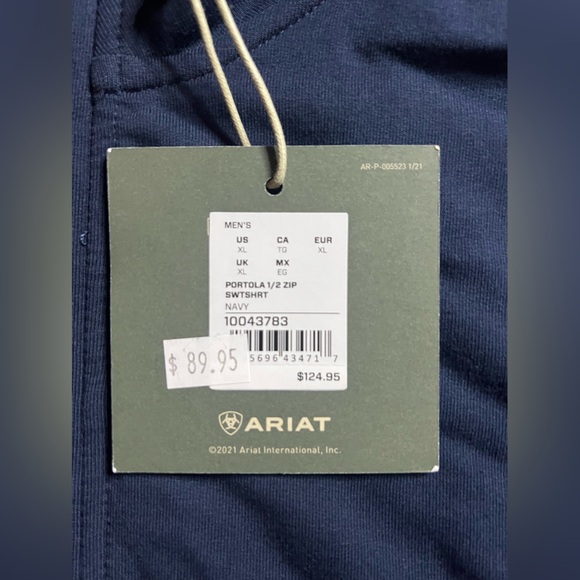 AR-P-005523 1/21
MEN'S
US CA EUR
XL TG XL
UK MX
XL EG
PORTOLA 1/2 ZIP
SWTSHRT
NAVY
10043783
5696 43471 7
$ 89.95
$124.95
ARIAT
©2021 Ariat International, Inc.